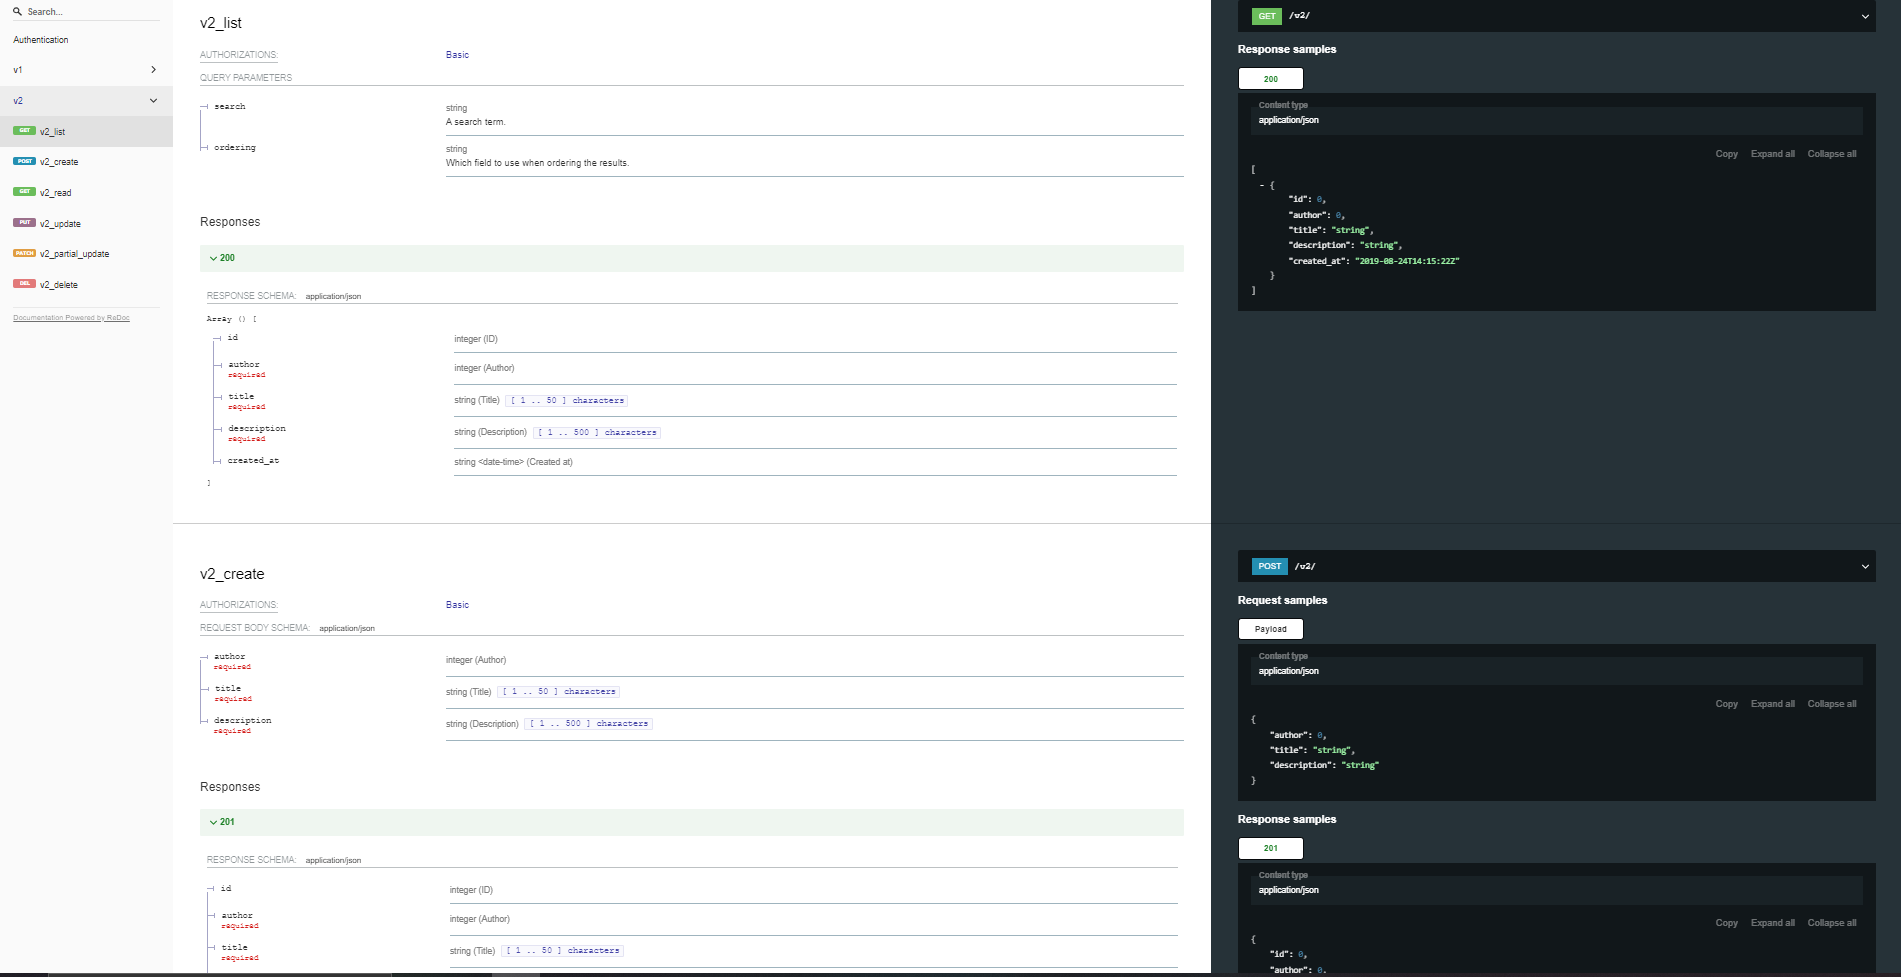 Search...
Authentication
v1
v2
GET v2_list
POST v2_create
GET v2_read
PUT v2_update
PATCH v2_partial_update
DEL v2_delete
Documentation Powered by ReDoc
v2_list
AUTHORIZATIONS: Basic
QUERY PARAMETERS
search string
A search term.
ordering string
Which field to use when ordering the results.
Responses
200
RESPONSE SCHEMA: application/json
Array () [
id integer (ID)
author required integer (Author)
title required string (Title) [ 1 .. 50 ] characters
description required string (Description) [ 1 .. 500 ] characters
created_at string <date-time> (Created at)
]
GET /v2/
Response samples
200
Content type
application/json
Copy Expand all Collapse all
[
- {
"id": 0,
"author": 0,
"title": "string",
"description": "string",
"created_at": "2019-08-24T14:15:22Z"
}
]
v2_create
AUTHORIZATIONS: Basic
REQUEST BODY SCHEMA: application/json
author required integer (Author)
title required string (Title) [ 1 .. 50 ] characters
description required string (Description) [ 1 .. 500 ] characters
Responses
201
RESPONSE SCHEMA: application/json
id integer (ID)
author required integer (Author)
title required string (Title) [ 1 .. 50 ] characters
POST /v2/
Request samples
Payload
Content type
application/json
Copy Expand all Collapse all
{
"author": 0,
"title": "string",
"description": "string"
}
Response samples
201
Content type
application/json
Copy Expand all Collapse all
{
"id": 0,
"author": 0,